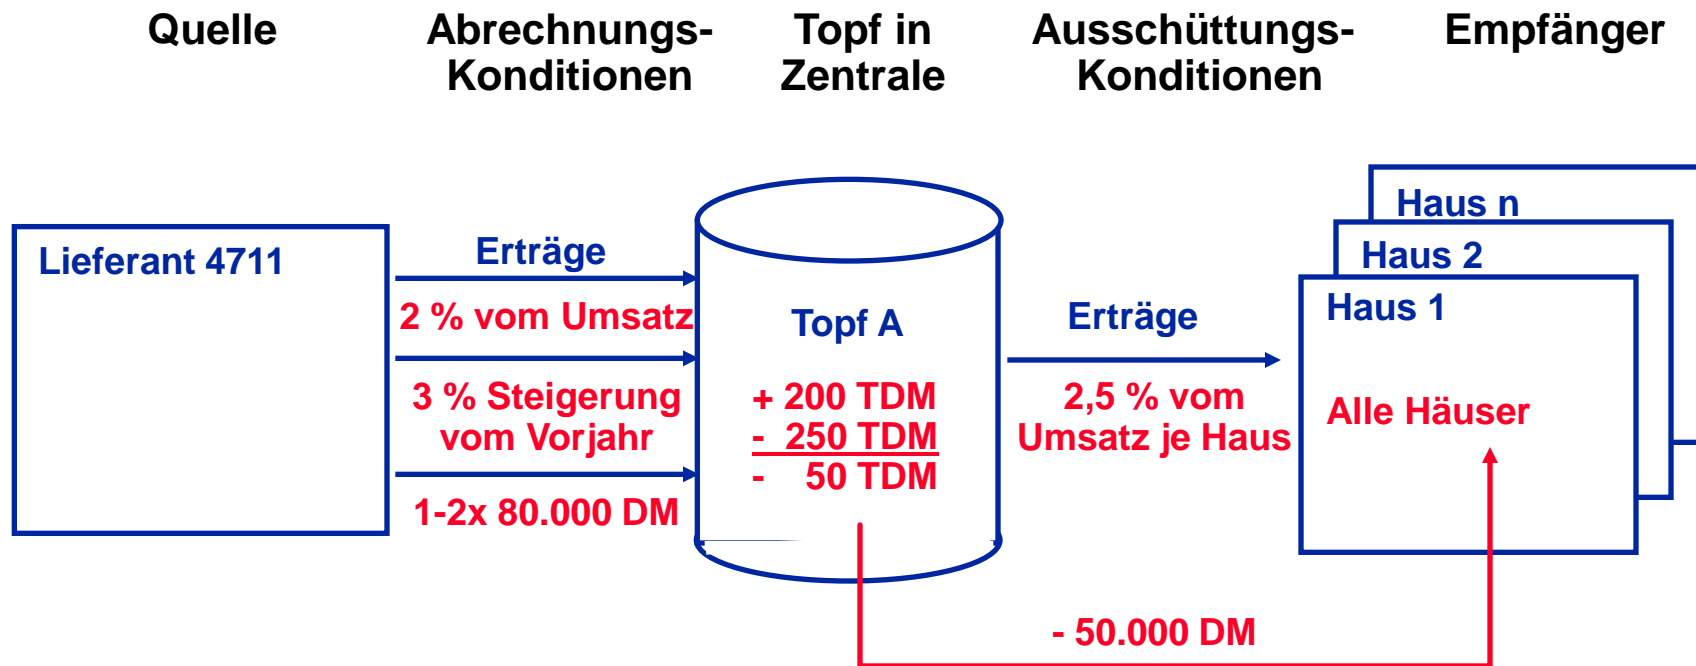 Quelle
Abrechnungs-
Konditionen
Topf in
Zentrale
Ausschüttungs-
Konditionen
Empfänger
Lieferant 4711
Erträge
2 % vom Umsatz
3 % Steigerung
vom Vorjahr
1-2x 80.000 DM
Topf A
+ 200 TDM
- 250 TDM
- 50 TDM
Erträge
2,5 % vom
Umsatz je Haus
Haus n
Haus 2
Haus 1
Alle Häuser
- 50.000 DM